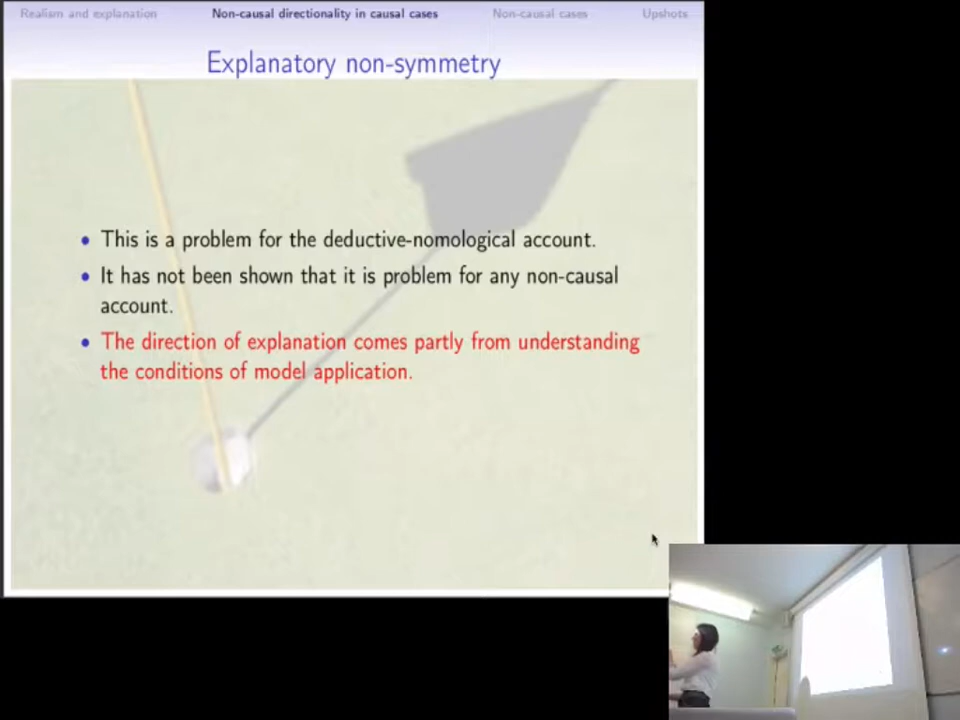 Realism and explanation Non-causal directionality in causal cases Non-causal cases Upshots
Explanatory non-symmetry
• This is a problem for the deductive-nomological account.
• It has not been shown that it is problem for any non-causal
account.
• The direction of explanation comes partly from understanding
the conditions of model application.